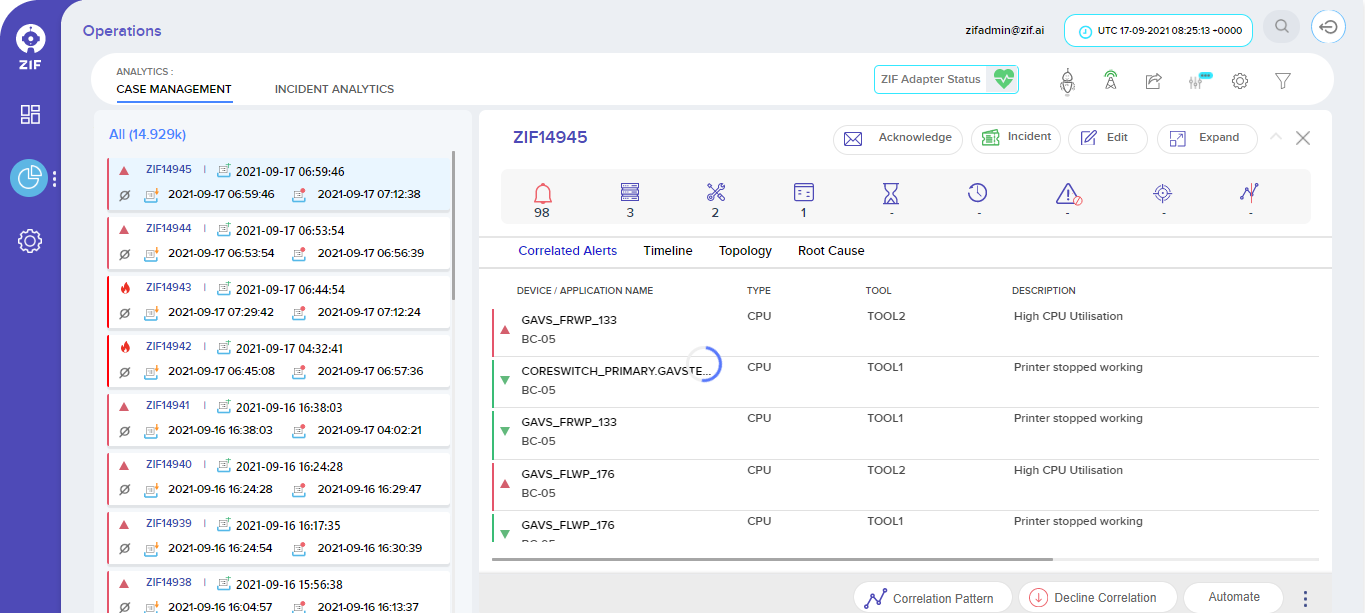 Operations
zifadmin@zif.ai
UTC 17-09-2021 08:25:13 +0000
ZIF
ANALYTICS :
CASE MANAGEMENT
INCIDENT ANALYTICS
ZIF Adapter Status
All (14.929k)
ZIF14945 | 2021-09-17 06:59:46
2021-09-17 06:59:46 2021-09-17 07:12:38
ZIF14944 | 2021-09-17 06:53:54
2021-09-17 06:53:54 2021-09-17 06:56:39
ZIF14943 | 2021-09-17 06:44:54
2021-09-17 07:29:42 2021-09-17 07:12:24
ZIF14942 | 2021-09-17 04:32:41
2021-09-17 06:45:08 2021-09-17 06:57:36
ZIF14941 | 2021-09-16 16:38:03
2021-09-16 16:38:03 2021-09-17 04:02:21
ZIF14940 | 2021-09-16 16:24:28
2021-09-16 16:24:28 2021-09-16 16:29:47
ZIF14939 | 2021-09-16 16:17:35
2021-09-16 16:24:54 2021-09-16 16:30:39
ZIF14938 | 2021-09-16 15:56:38
2021-09-16 16:04:57 2021-09-16 16:13:37
ZIF14945
Acknowledge
Incident
Edit
Expand
98 3 2 1 - - - - -
Correlated Alerts Timeline Topology Root Cause
DEVICE / APPLICATION NAME TYPE TOOL DESCRIPTION
GAVS_FRWP_133 CPU TOOL2 High CPU Utilisation
BC-05
CORESWITCH_PRIMARY.GAVSTE... CPU TOOL1 Printer stopped working
BC-05
GAVS_FRWP_133 CPU TOOL1 Printer stopped working
BC-05
GAVS_FLWP_176 CPU TOOL2 High CPU Utilisation
BC-05
GAVS_FLWP_176 CPU TOOL1 Printer stopped working
Correlation Pattern
Decline Correlation
Automate